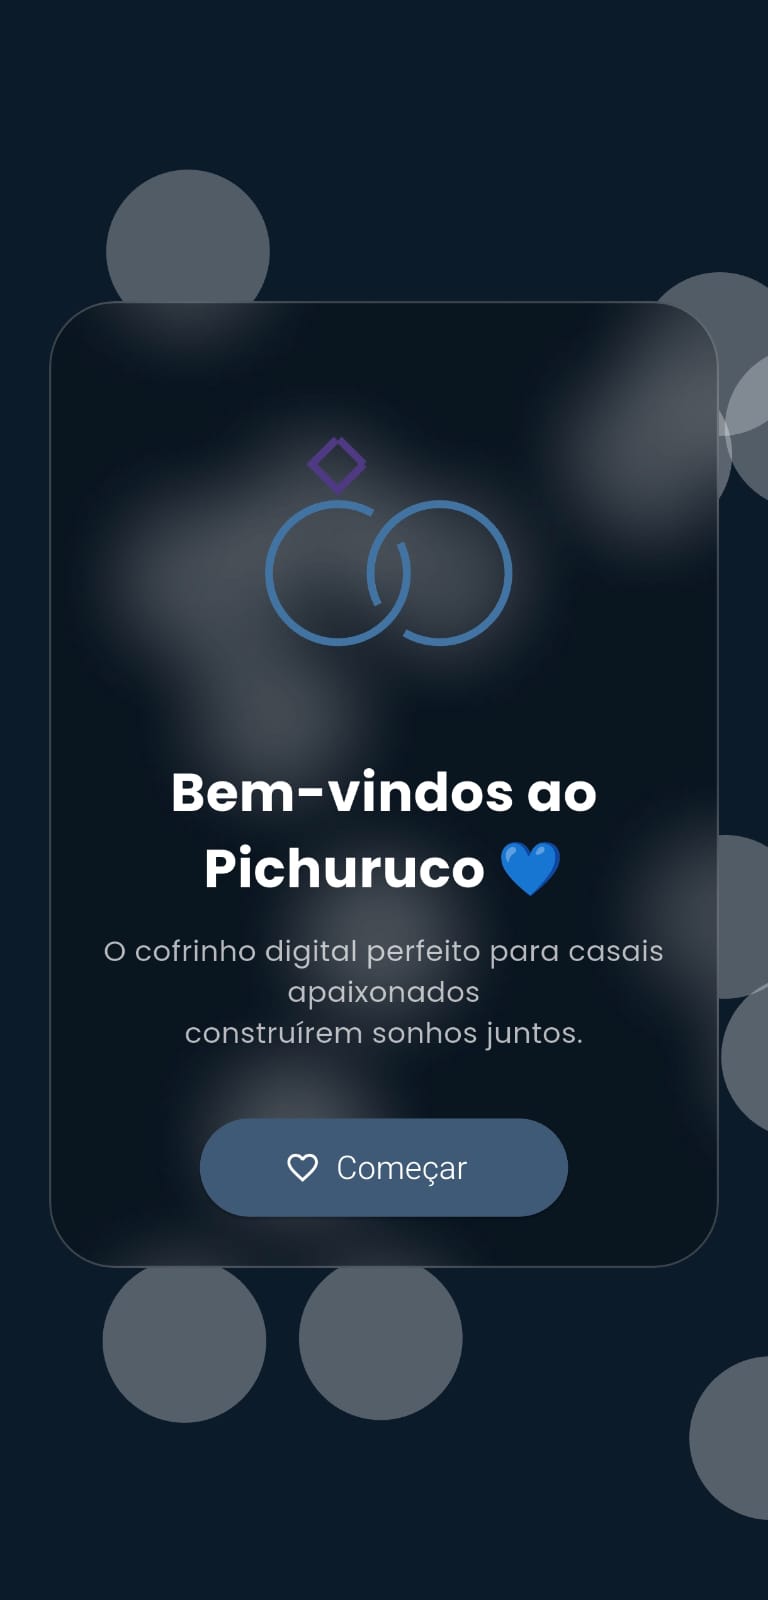 Bem-vindos ao
Pichuruco 💙
O cofrinho digital perfeito para casais
apaixonados
construírem sonhos juntos.
Começar